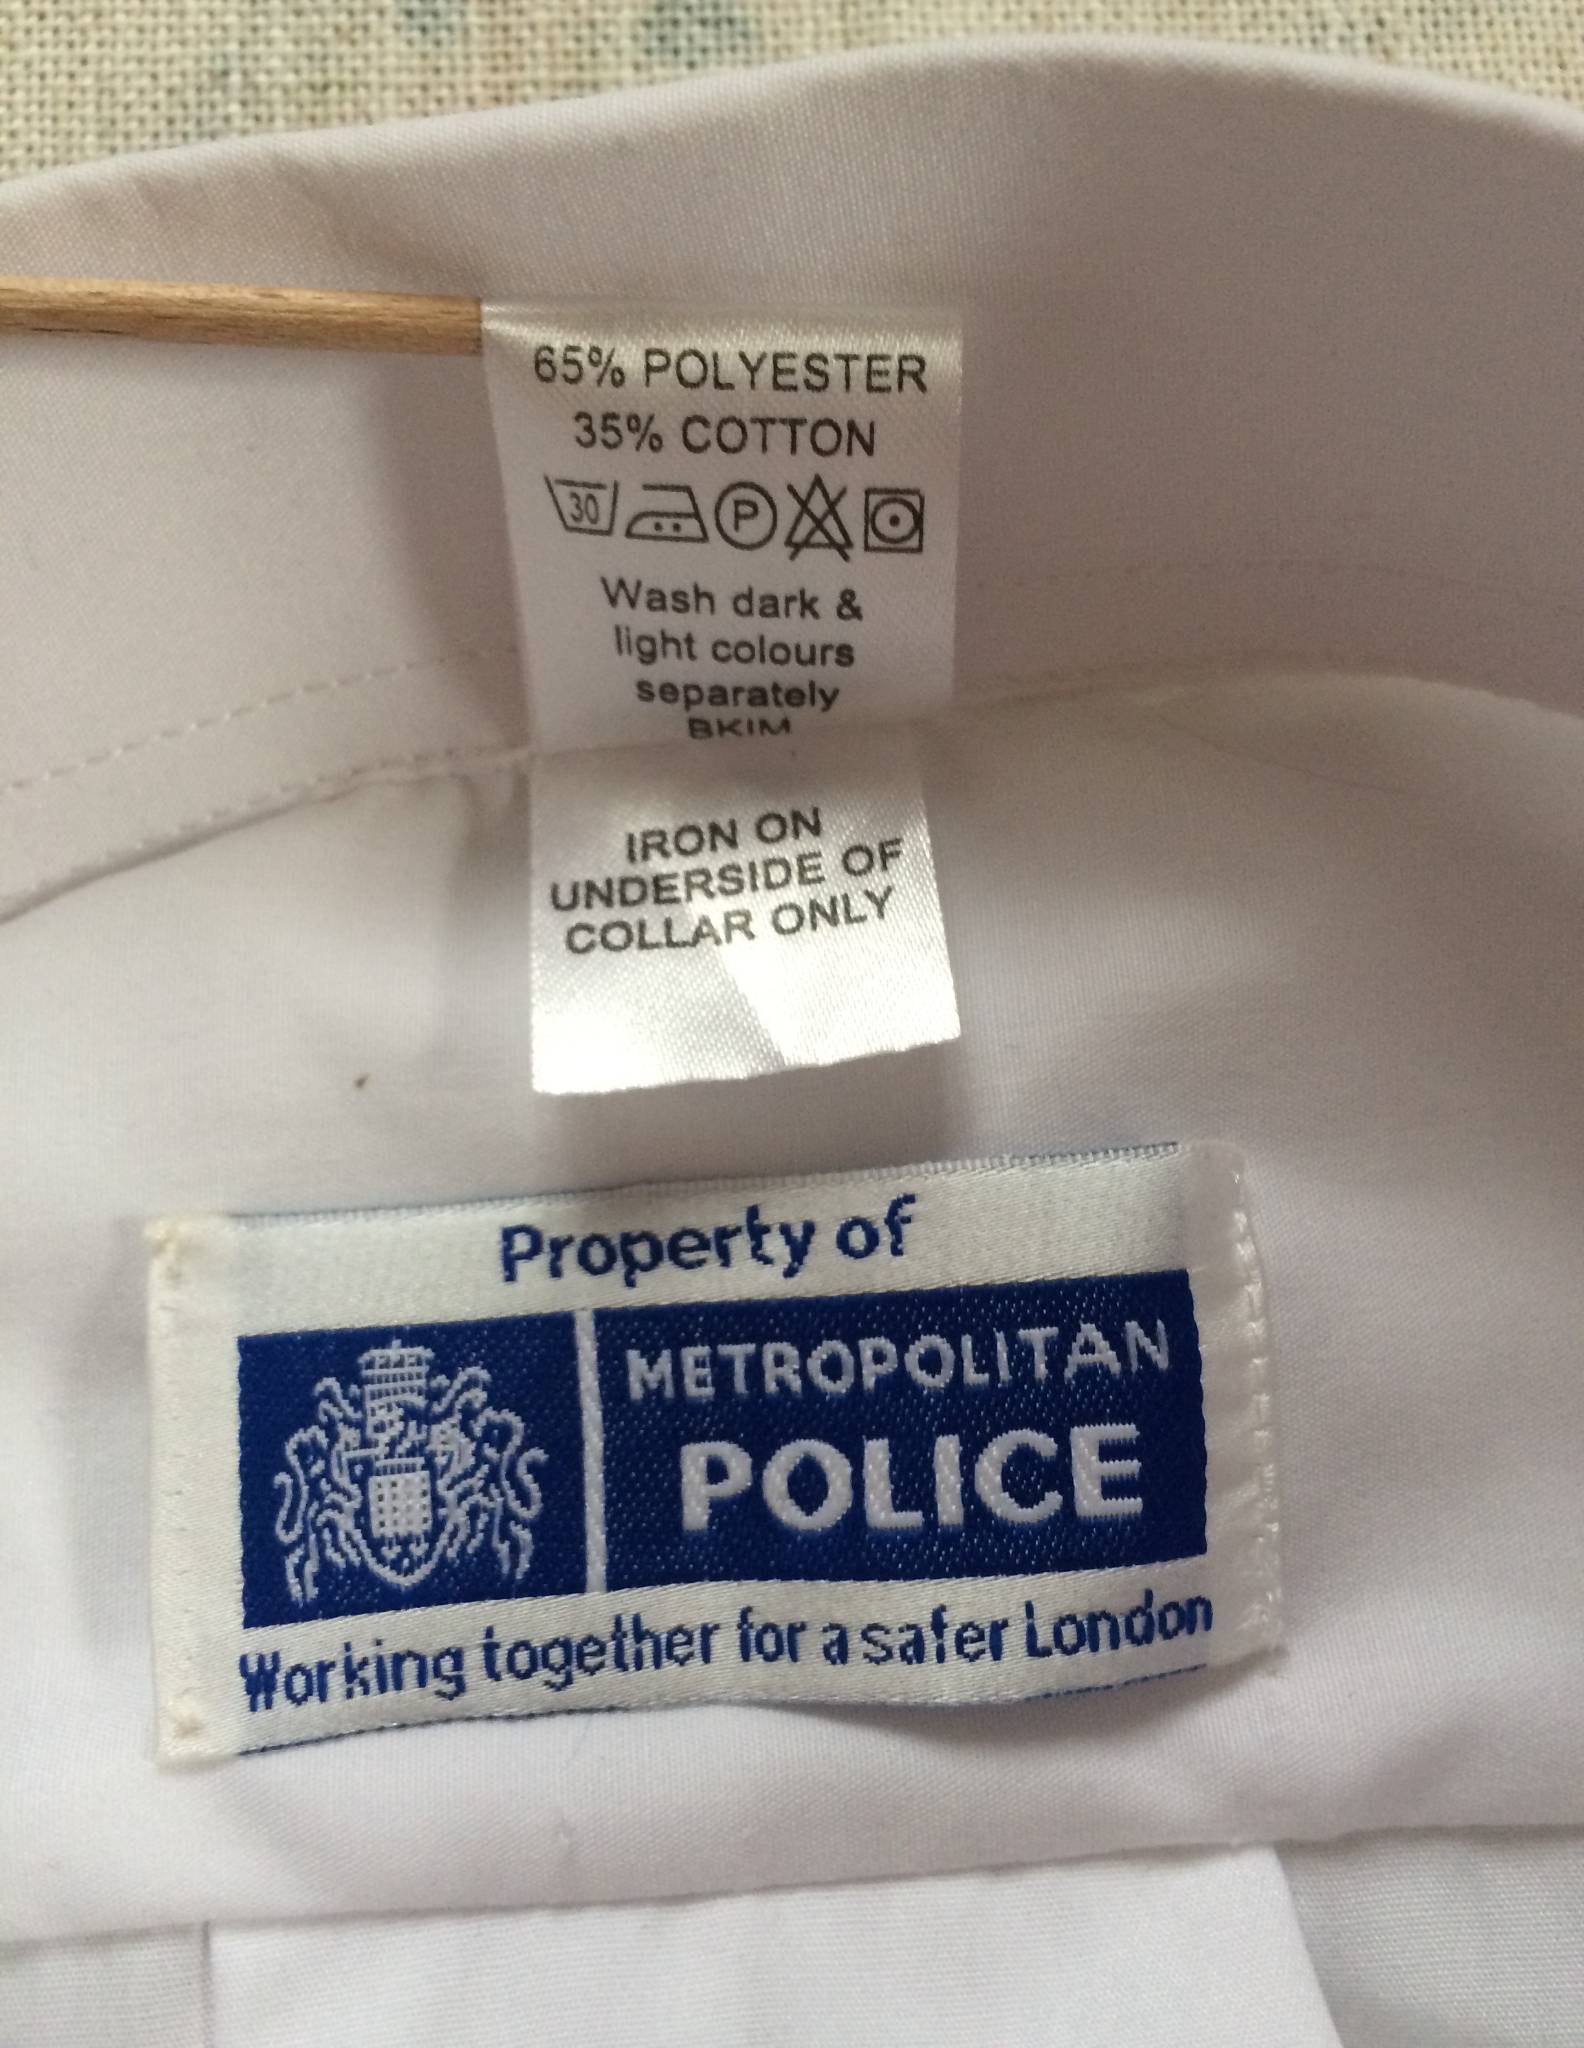 65% POLYESTER
35% COTTON
30 P
Wash dark &
light colours
separately
BKIM
IRON ON
UNDERSIDE OF
COLLAR ONLY
Property of
METROPOLITAN
POLICE
Working together for a safer London